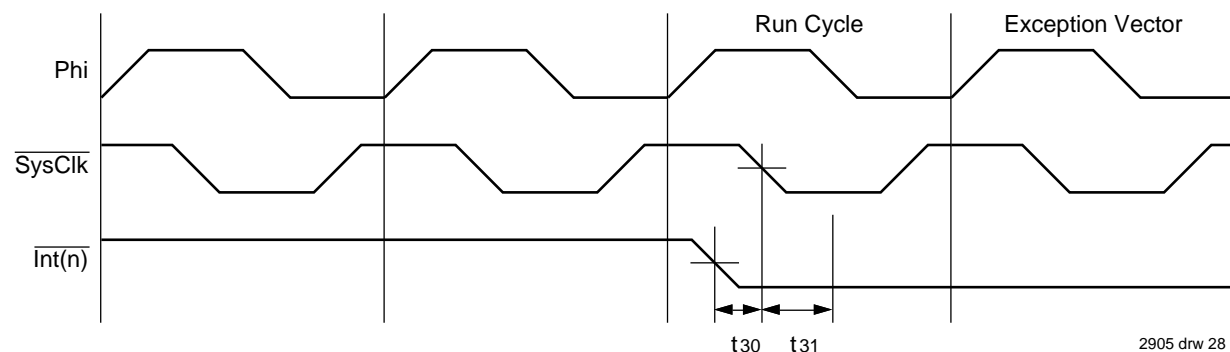 Run Cycle
Exception Vector
Phi
SysClk
Int(n)
t30
t31
2905 drw 28